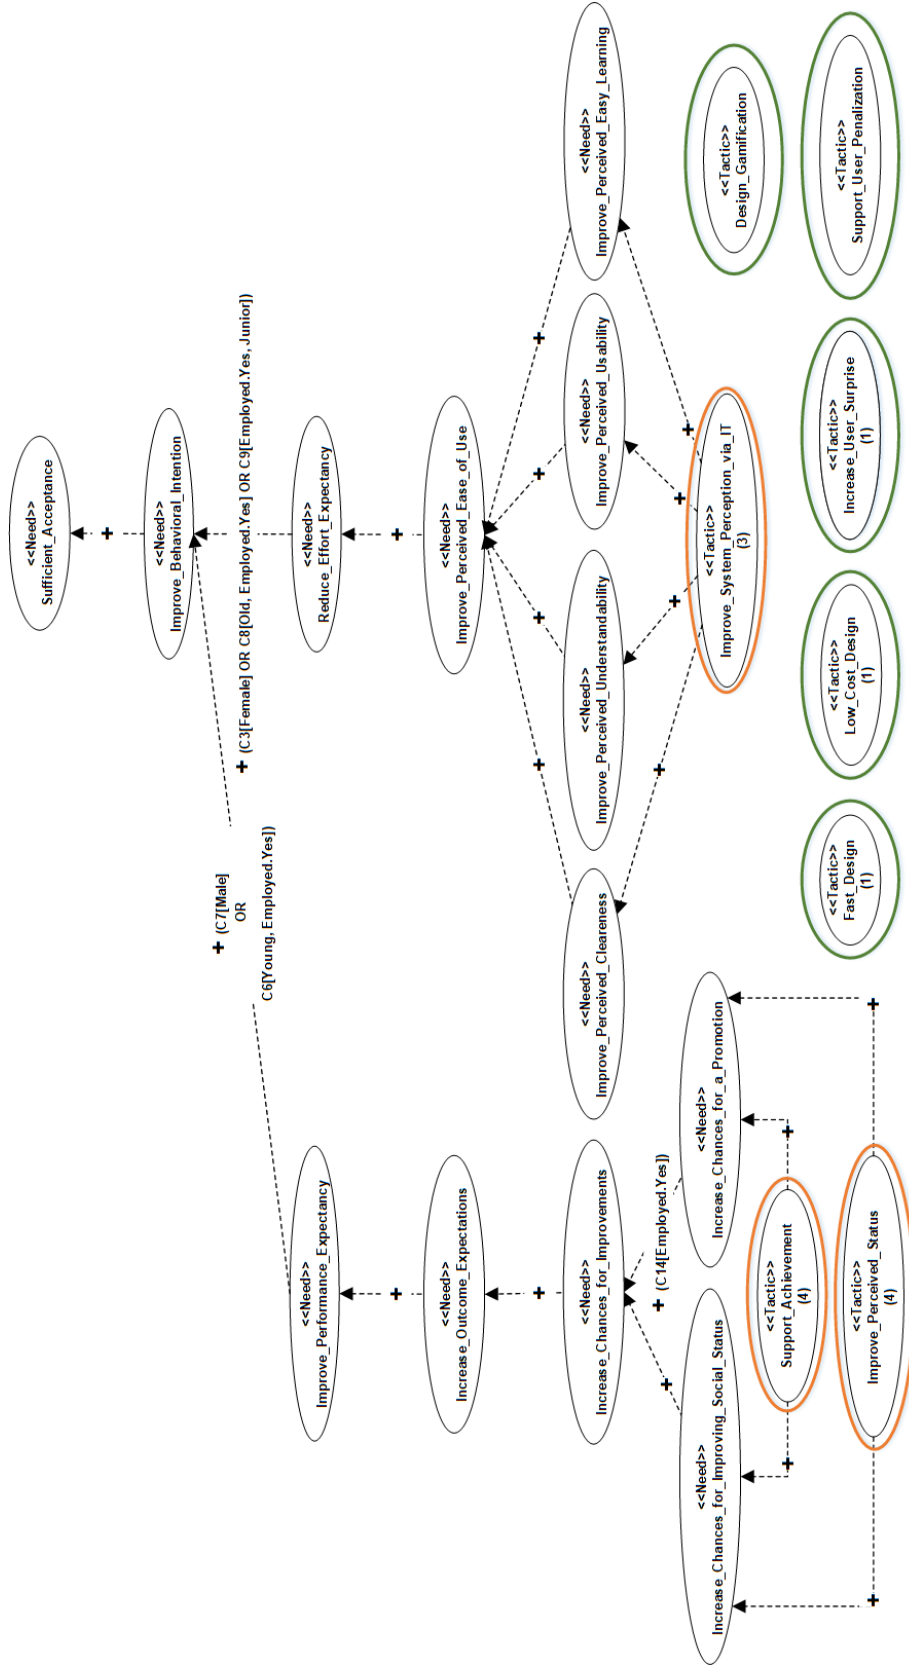 <<Need>>
Sufficient_Acceptance
+
<<Need>>
Improve_Behavioral_Intention
+ (C7[Male]
OR
C6[Young, Employed.Yes])
+ (C3[Female] OR C8[Old, Employed.Yes] OR C9[Employed.Yes, Junior])
<<Need>>
Improve_Performance_Expectancy
<<Need>>
Reduce_Effort_Expectancy
+
+
<<Need>>
Increase_Outcome_Expectations
<<Need>>
Improve_Perceived_Ease_of_Use
+
+
+
+
+
<<Need>>
Increase_Chances_for_Improvements
<<Need>>
Improve_Perceived_Cleareness
<<Need>>
Improve_Perceived_Understandability
<<Need>>
Improve_Perceived_Usability
<<Need>>
Improve_Perceived_Easy_Learning
+
+ (C14[Employed.Yes])
+
+
+
+
<<Need>>
Increase_Chances_for_Improving_Social_Status
<<Need>>
Increase_Chances_for_a_Promotion
<<Tactic>>
Improve_System_Perception_via_IT
(3)
<<Tactic>>
Design_Gamification
+
<<Tactic>>
Support_Achievement
(4)
+
+
<<Tactic>>
Improve_Perceived_Status
(4)
+
<<Tactic>>
Fast_Design
(1)
<<Tactic>>
Low_Cost_Design
(1)
<<Tactic>>
Increase_User_Surprise
(1)
<<Tactic>>
Support_User_Penalization